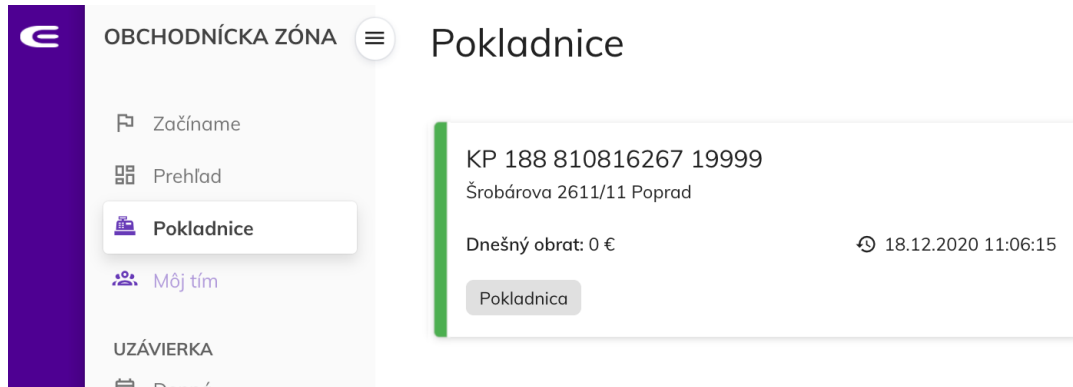 OBCHODNÍCKA ZÓNA
Začíname
Prehľad
Pokladnice
Môj tím
UZÁVIERKA
Pokladnice
KP 188 810816267 19999
Šrobárova 2611/11 Poprad
Dnešný obrat: 0 €
18.12.2020 11:06:15
Pokladnica